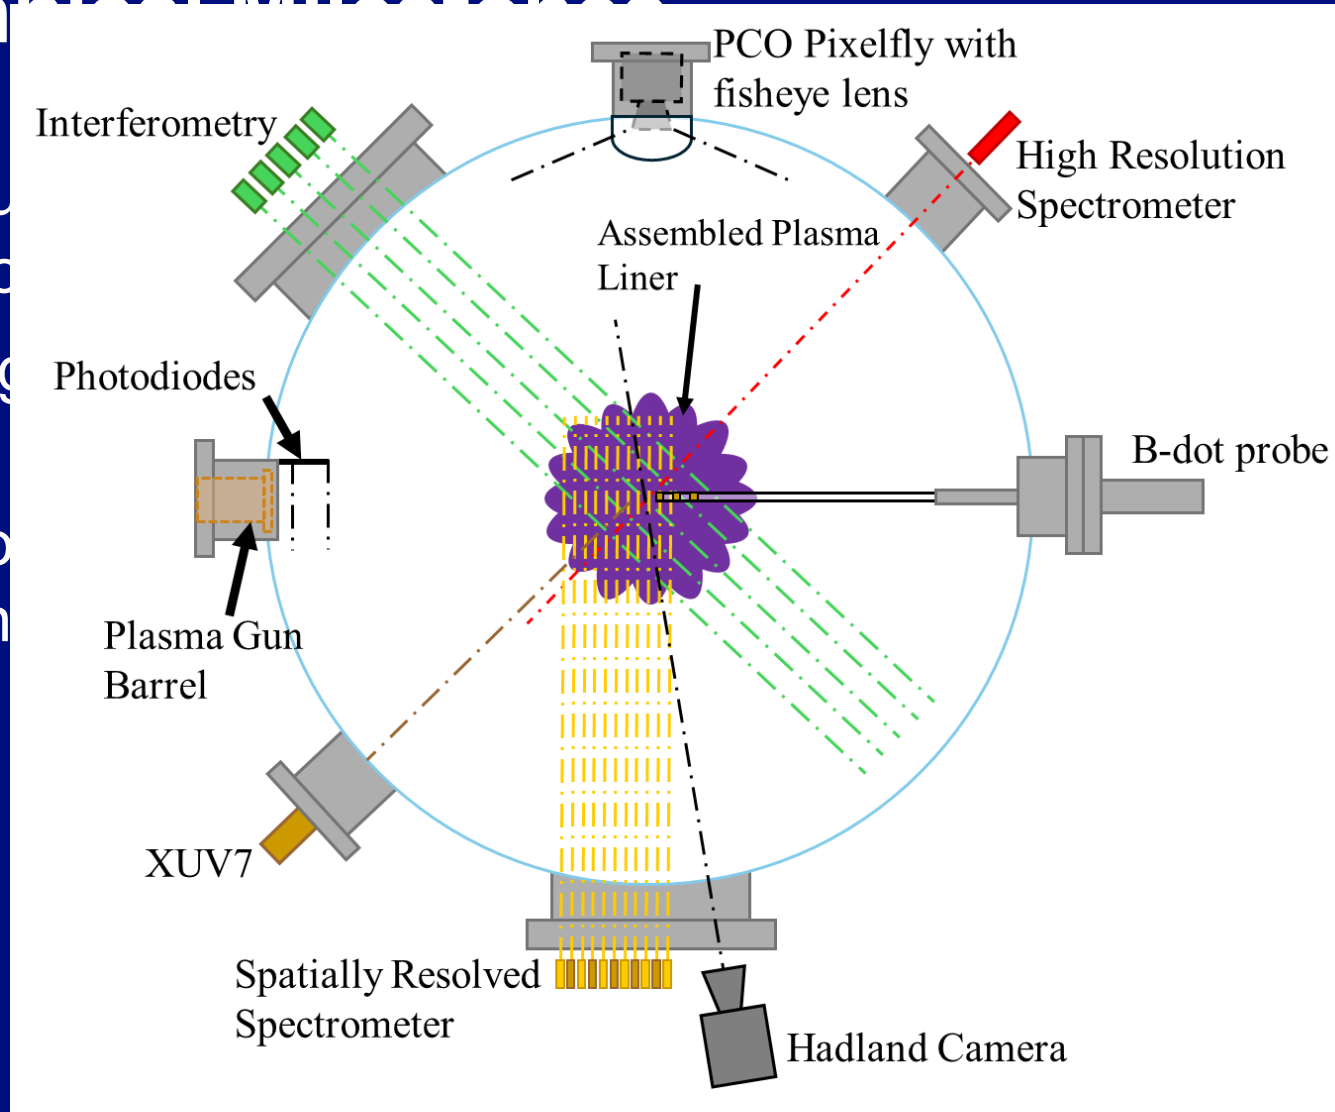 PCO Pixelfly with
fisheye lens
Interferometry
High Resolution
Spectrometer
Assembled Plasma
Liner
Photodiodes
B-dot probe
Plasma Gun
Barrel
XUV7
Spatially Resolved
Spectrometer
Hadland Camera